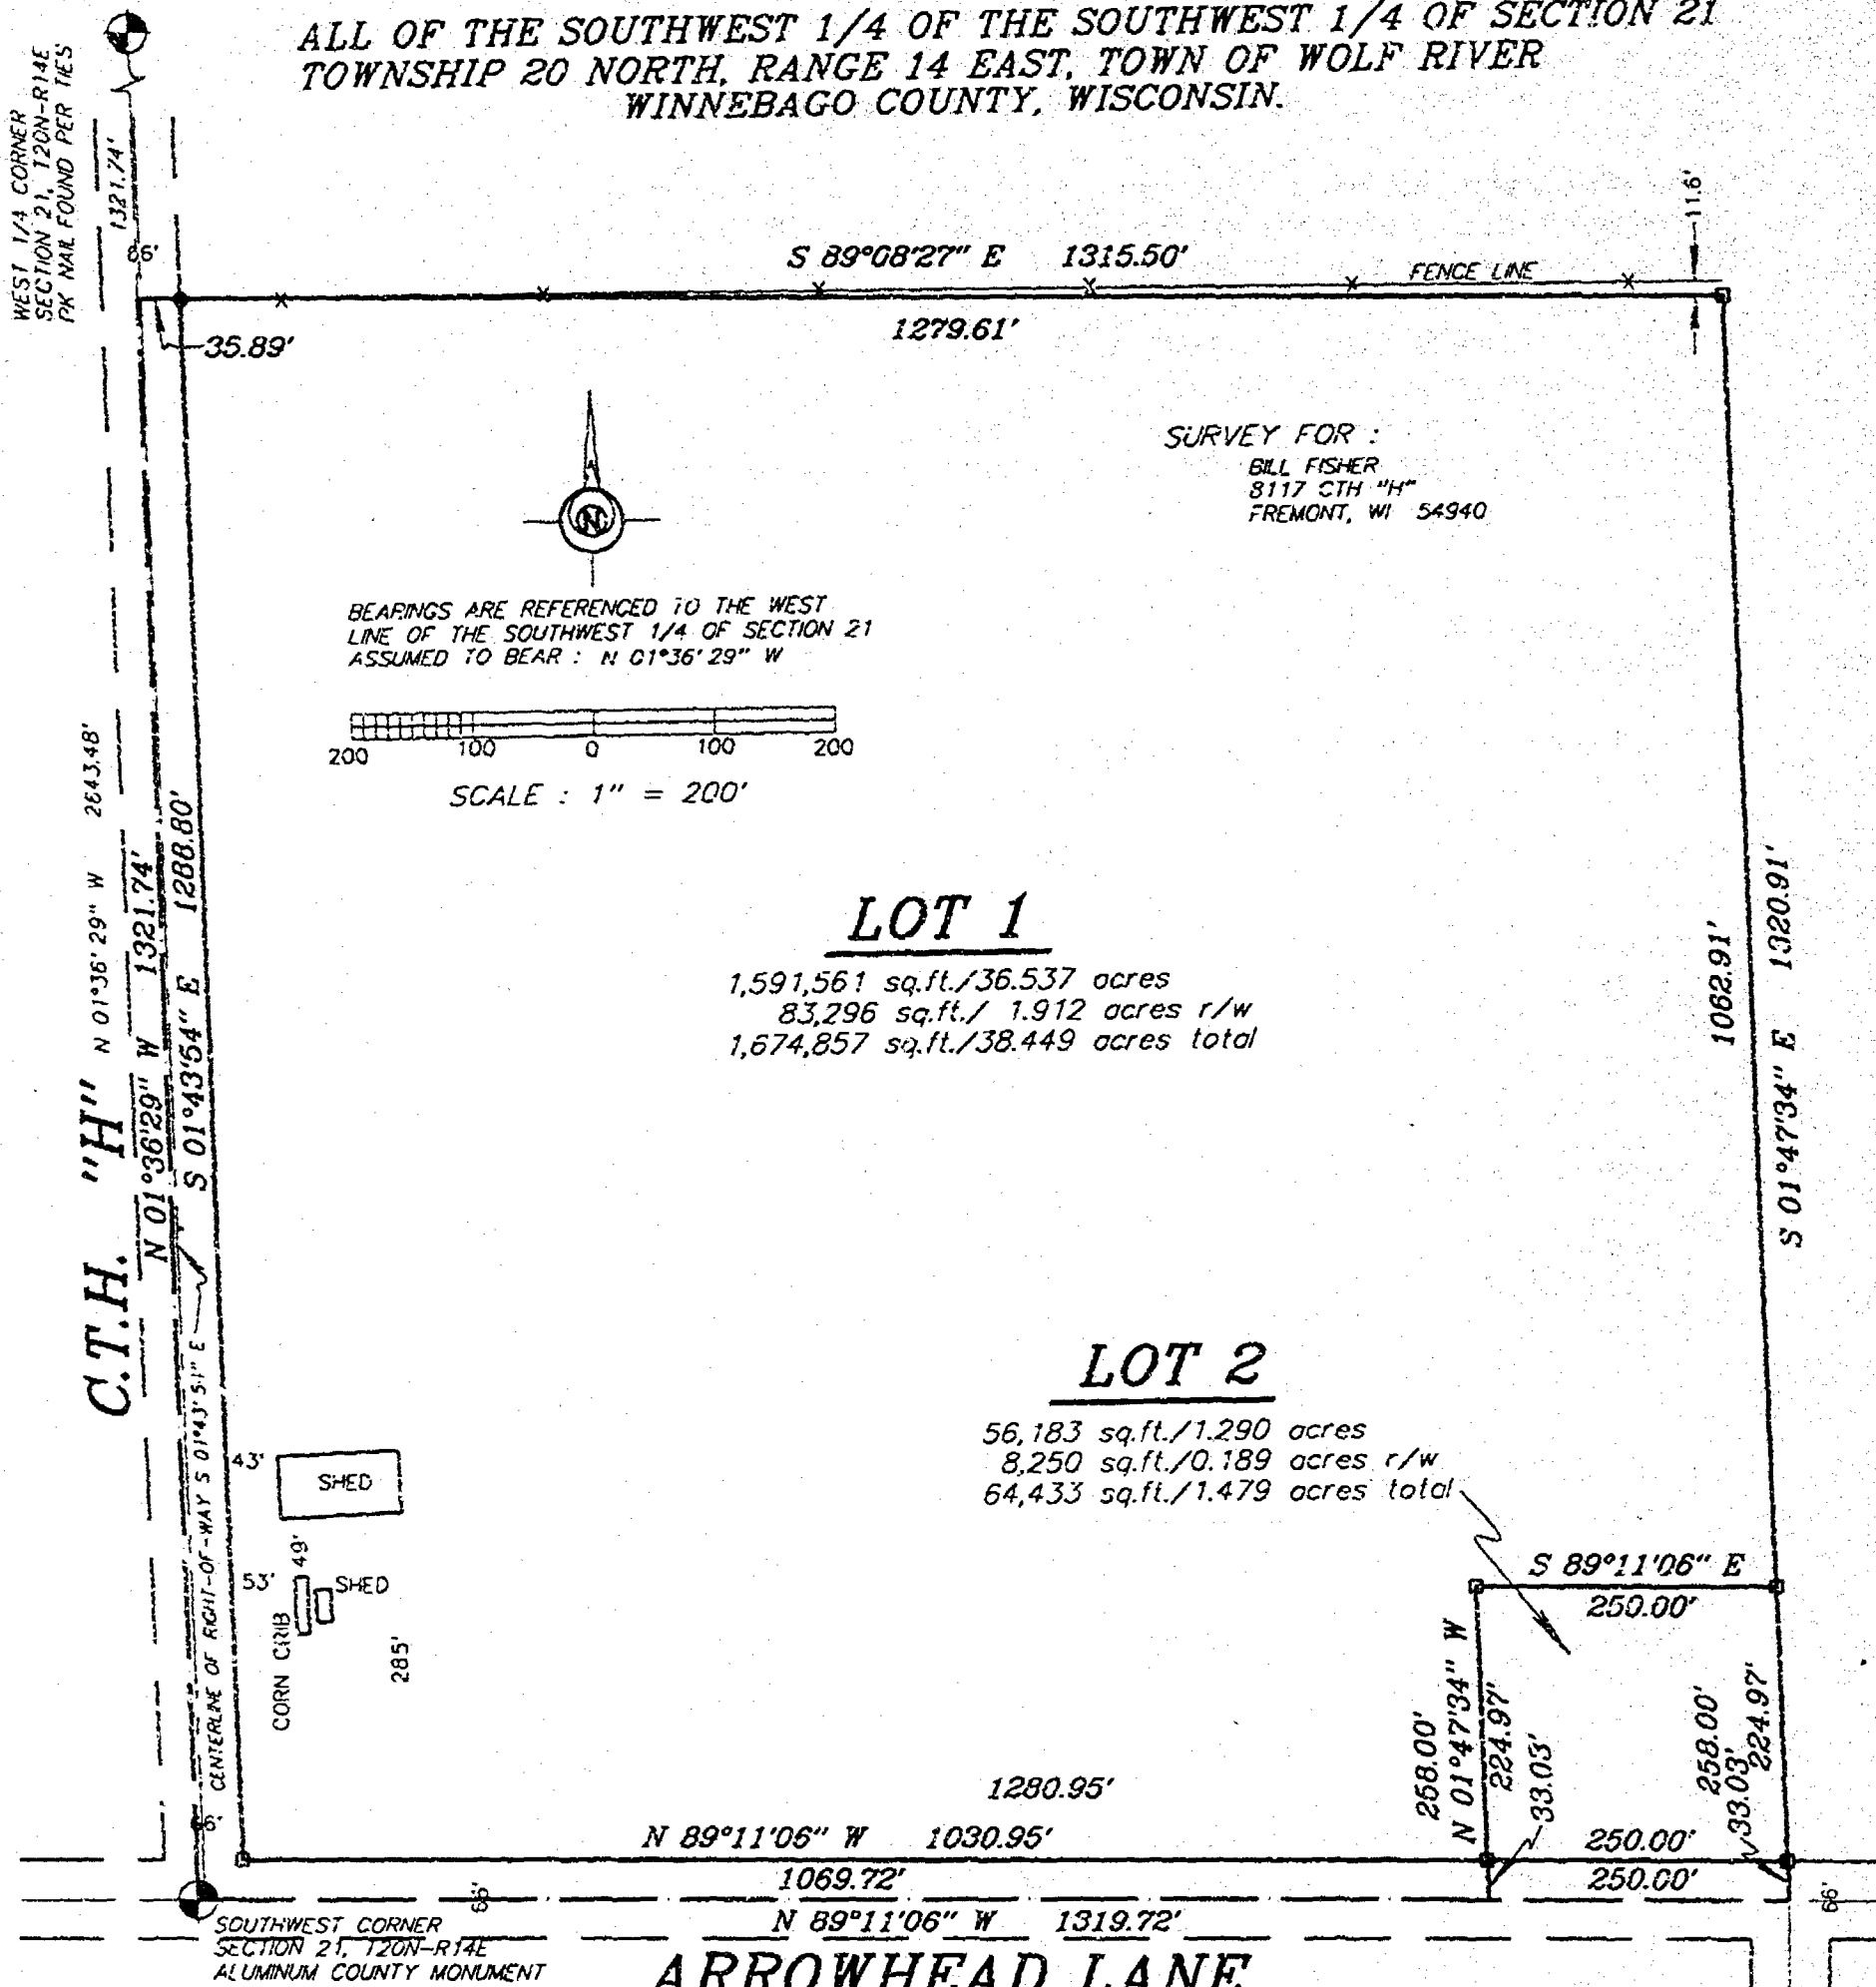 ALL OF THE SOUTHWEST 1/4 OF THE SOUTHWEST 1/4 OF SECTION 21
TOWNSHIP 20 NORTH, RANGE 14 EAST, TOWN OF WOLF RIVER
WINNEBAGO COUNTY, WISCONSIN.
WEST 1/4 CORNER
SECTION 21, T20N-R14E
PK NAIL FOUND PER TIES
1321.74'
66'
S 89°08'27" E 1315.50'
FENCE LINE
11.6'
1279.61'
35.89'
SURVEY FOR :
BILL FISHER
8117 CTH "H"
FREMONT, WI 54940
N
BEARINGS ARE REFERENCED TO THE WEST
LINE OF THE SOUTHWEST 1/4 OF SECTION 21
ASSUMED TO BEAR : N 01°36'29" W
200 100 0 100 200
SCALE : 1" = 200'
C.T.H. "H"
N 01°36'29" W 2643.48'
N 01°36'29" W 1321.74'
S 01°43'54" E 1288.80'
CENTERLINE OF RIGHT-OF-WAY S 01°43'51" E
LOT 1
1,591,561 sq.ft./36.537 acres
83,296 sq.ft./ 1.912 acres r/w
1,674,857 sq.ft./38.449 acres total
1062.91'
S 01°47'34" E 1320.91'
LOT 2
56,183 sq.ft./1.290 acres
8,250 sq.ft./0.189 acres r/w
64,433 sq.ft./1.479 acres total
43'
SHED
49'
53'
SHED
CORN CRIB
285'
S 89°11'06" E
250.00'
258.00'
N 01°47'34" W
224.97'
33.03'
258.00'
224.97'
33.03'
1280.95'
N 89°11'06" W 1030.95'
250.00'
1069.72'
250.00'
66'
66'
66'
N 89°11'06" W 1319.72'
SOUTHWEST CORNER
SECTION 21, T20N-R14E
ALUMINUM COUNTY MONUMENT
ARROWHEAD LANE